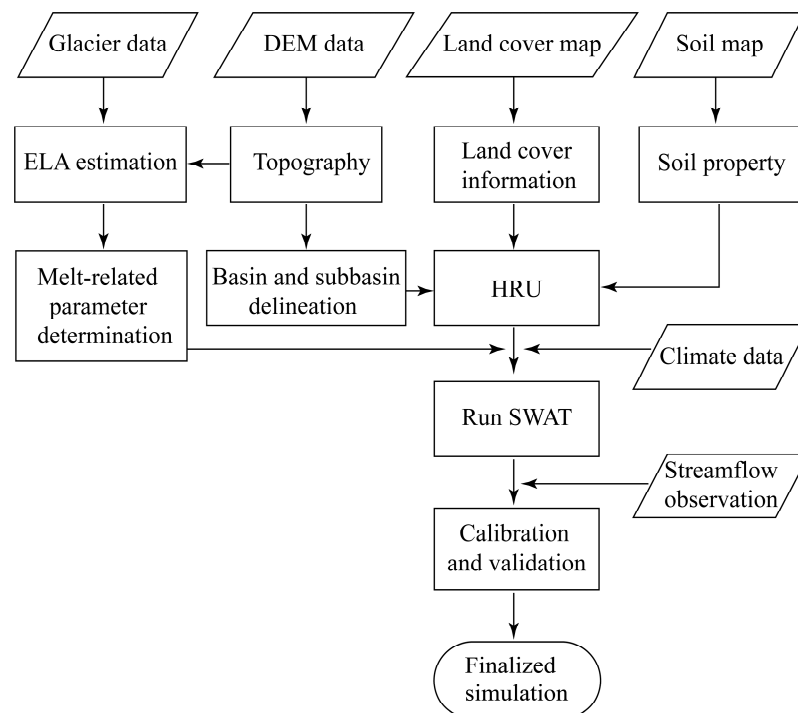 Glacier data
DEM data
Land cover map
Soil map
ELA estimation
Topography
Land cover
information
Soil property
Melt-related
parameter
determination
Basin and subbasin
delineation
HRU
Climate data
Run SWAT
Streamflow
observation
Calibration
and validation
Finalized
simulation